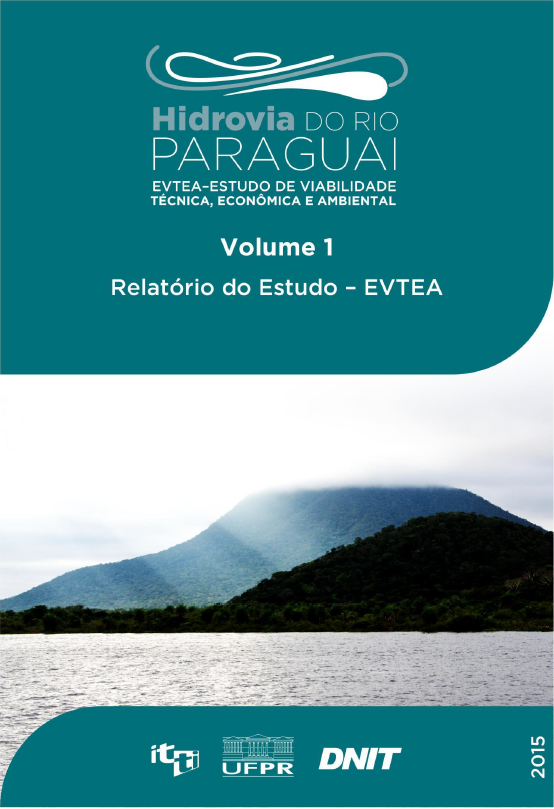 Hidrovia DO RIO
PARAGUAI
EVTEA-ESTUDO DE VIABILIDADE
TÉCNICA, ECONÔMICA E AMBIENTAL
Volume 1
Relatório do Estudo – EVTEA
itti
UFPR
DNIT
2015